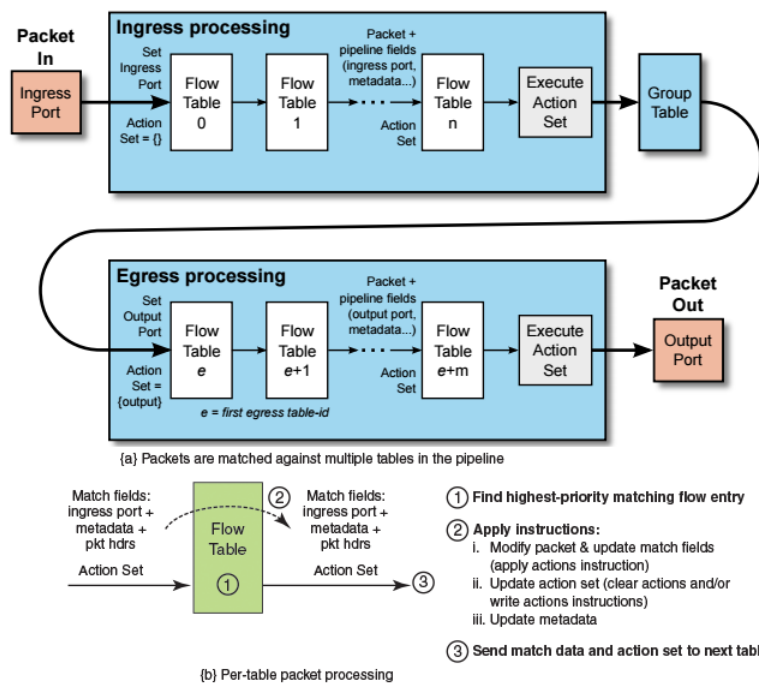 Packet
In
Ingress
Port
Ingress processing
Set
Ingress
Port
Action
Set = {}
Flow
Table
0
Flow
Table
1
Packet +
pipeline fields
(ingress port,
metadata...)
Action
Set
Flow
Table
n
Execute
Action
Set
Group
Table
Egress processing
Set
Output
Port
Action
Set =
{output}
Flow
Table
e
Flow
Table
e+1
e = first egress table-id
Packet +
pipeline fields
(output port,
metadata...)
Action
Set
Flow
Table
e+m
Execute
Action
Set
Packet
Out
Output
Port
{a} Packets are matched against multiple tables in the pipeline
Match fields:
ingress port +
metadata +
pkt hdrs
Action Set
Flow
Table
1
2
Match fields:
ingress port +
metadata +
pkt hdrs
Action Set
3
1 Find highest-priority matching flow entry
2 Apply instructions:
i. Modify packet & update match fields
(apply actions instruction)
ii. Update action set (clear actions and/or
write actions instructions)
iii. Update metadata
3 Send match data and action set to next tabl
{b} Per-table packet processing